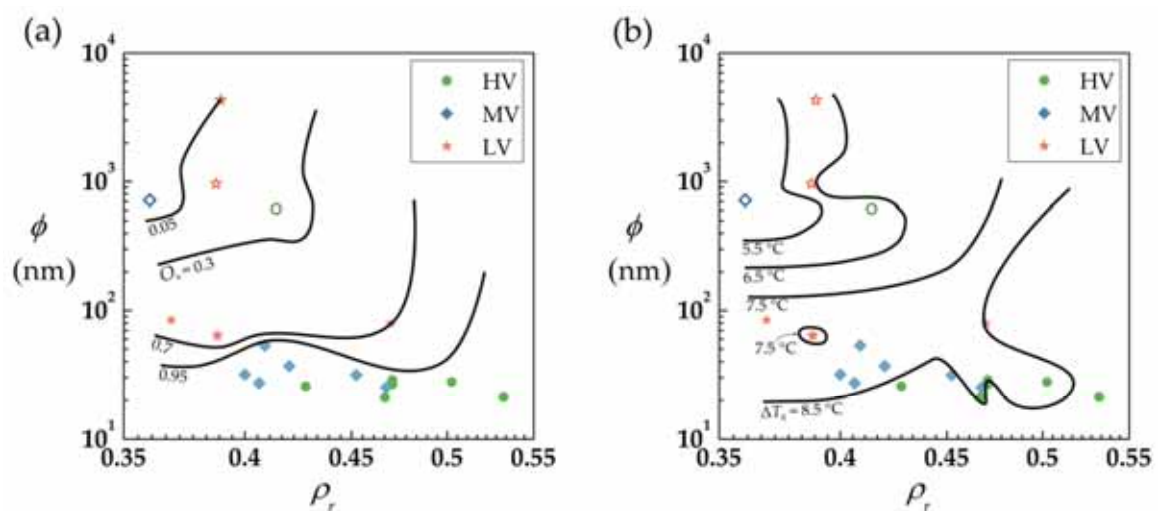 (a)
10⁴
10³
10²
10¹
ϕ
(nm)
HV
MV
LV
0.05
Oₙ = 0.3
0.7
0.95
0.35
0.4
0.45
0.5
0.55
ρᵣ
(b)
10⁴
10³
10²
10¹
ϕ
(nm)
HV
MV
LV
5.5 °C
6.5 °C
7.5 °C
7.5 °C
ΔTg = 8.5 °C
0.35
0.4
0.45
0.5
0.55
ρᵣ